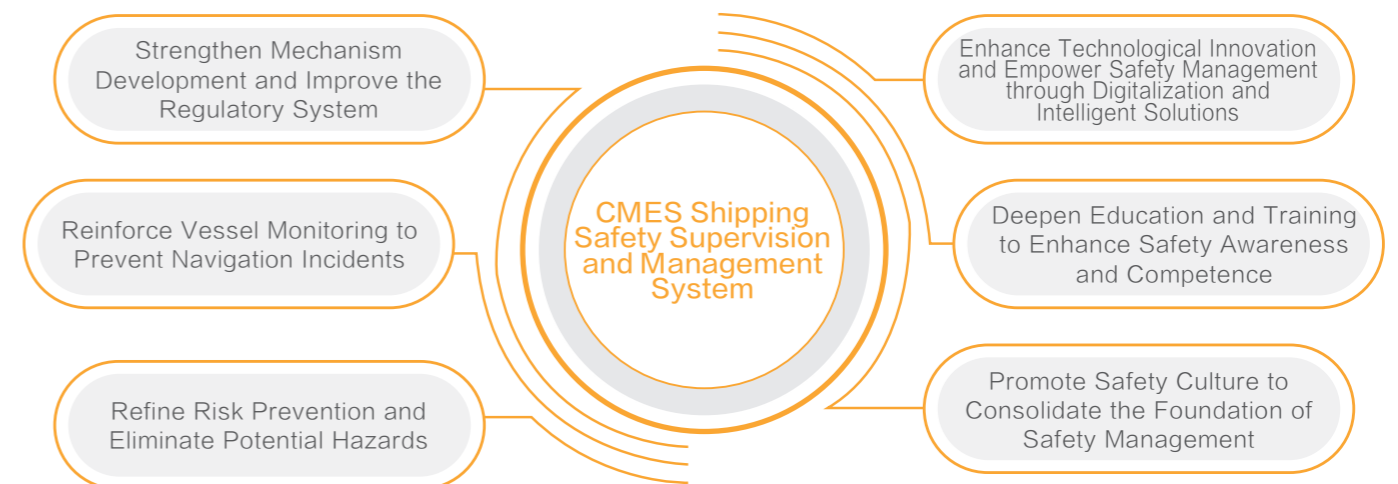 Strengthen Mechanism
Development and Improve the
Regulatory System
Reinforce Vessel Monitoring to
Prevent Navigation Incidents
Refine Risk Prevention and
Eliminate Potential Hazards
CMES Shipping
Safety Supervision
and Management
System
Enhance Technological Innovation
and Empower Safety Management
through Digitalization and
Intelligent Solutions
Deepen Education and Training
to Enhance Safety Awareness
and Competence
Promote Safety Culture to
Consolidate the Foundation of
Safety Management